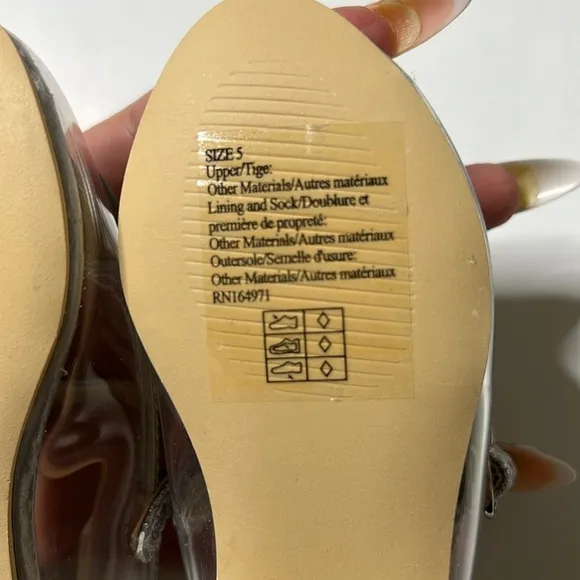 SIZE 5
Upper/Tige:
Other Materials/Autres matériaux
Lining and Sock/Doublure et
première de propreté:
Other Materials/Autres matériaux
Outersole/Semelle d'usure:
Other Materials/Autres matériaux
RN164971